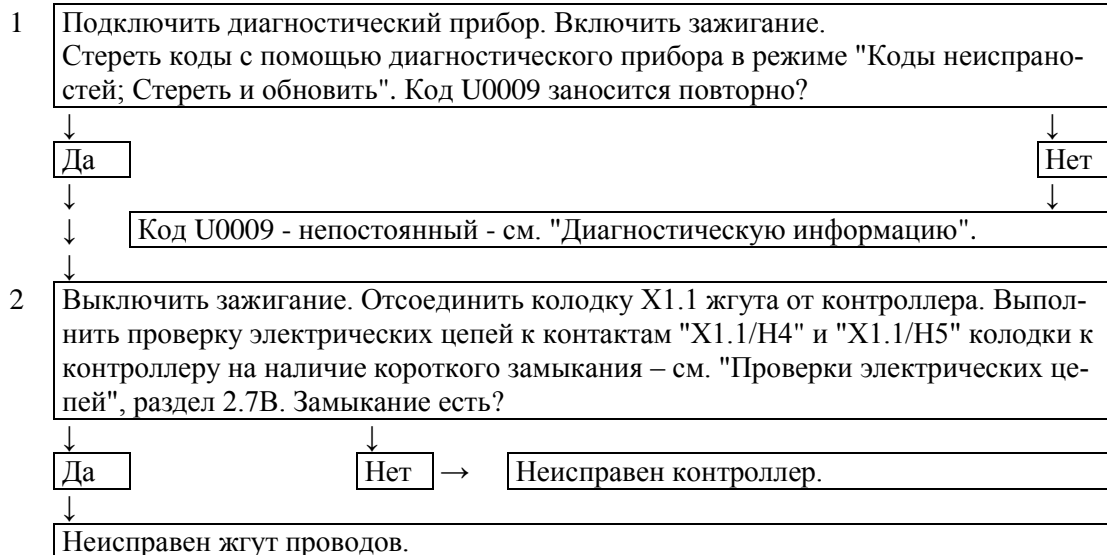 1 Подключить диагностический прибор. Включить зажигание.
Стереть коды с помощью диагностического прибора в режиме "Коды неиспрано-
стей; Стереть и обновить". Код U0009 заносится повторно?
↓ ↓
Да Нет
↓ ↓
↓ Код U0009 - непостоянный - см. "Диагностическую информацию".
↓
2 Выключить зажигание. Отсоединить колодку X1.1 жгута от контроллера. Выпол-
нить проверку электрических цепей к контактам "X1.1/H4" и "X1.1/H5" колодки к
контроллеру на наличие короткого замыкания – см. "Проверки электрических це-
пей", раздел 2.7В. Замыкание есть?
↓ ↓
Да Нет → Неисправен контроллер.
↓
Неисправен жгут проводов.